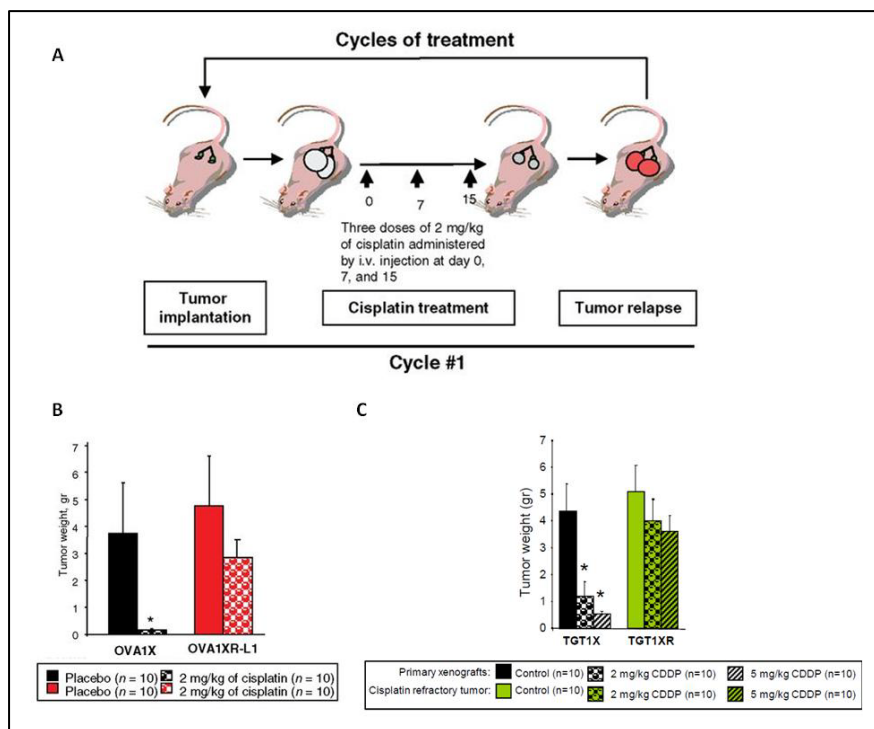 A
Cycles of treatment
0
7
15
Three doses of 2 mg/kg
of cisplatin administered
by i.v. injection at day 0,
7, and 15
Tumor
implantation
Cisplatin treatment
Tumor relapse
Cycle #1
B
Tumor weight, gr
7
6
5
4
3
2
1
0
*
OVA1X
OVA1XR-L1
Placebo (n = 10) 2 mg/kg of cisplatin (n = 10)
Placebo (n = 10) 2 mg/kg of cisplatin (n = 10)
C
Tumor weight (gr)
7
6
5
4
3
2
1
0
*
*
TGT1X
TGT1XR
Primary xenografts: Control (n=10) 2 mg/kg CDDP (n=10) 5 mg/kg CDDP (n=10)
Cisplatin refractory tumor: Control (n=10) 2 mg/kg CDDP (n=10) 5 mg/kg CDDP (n=10)